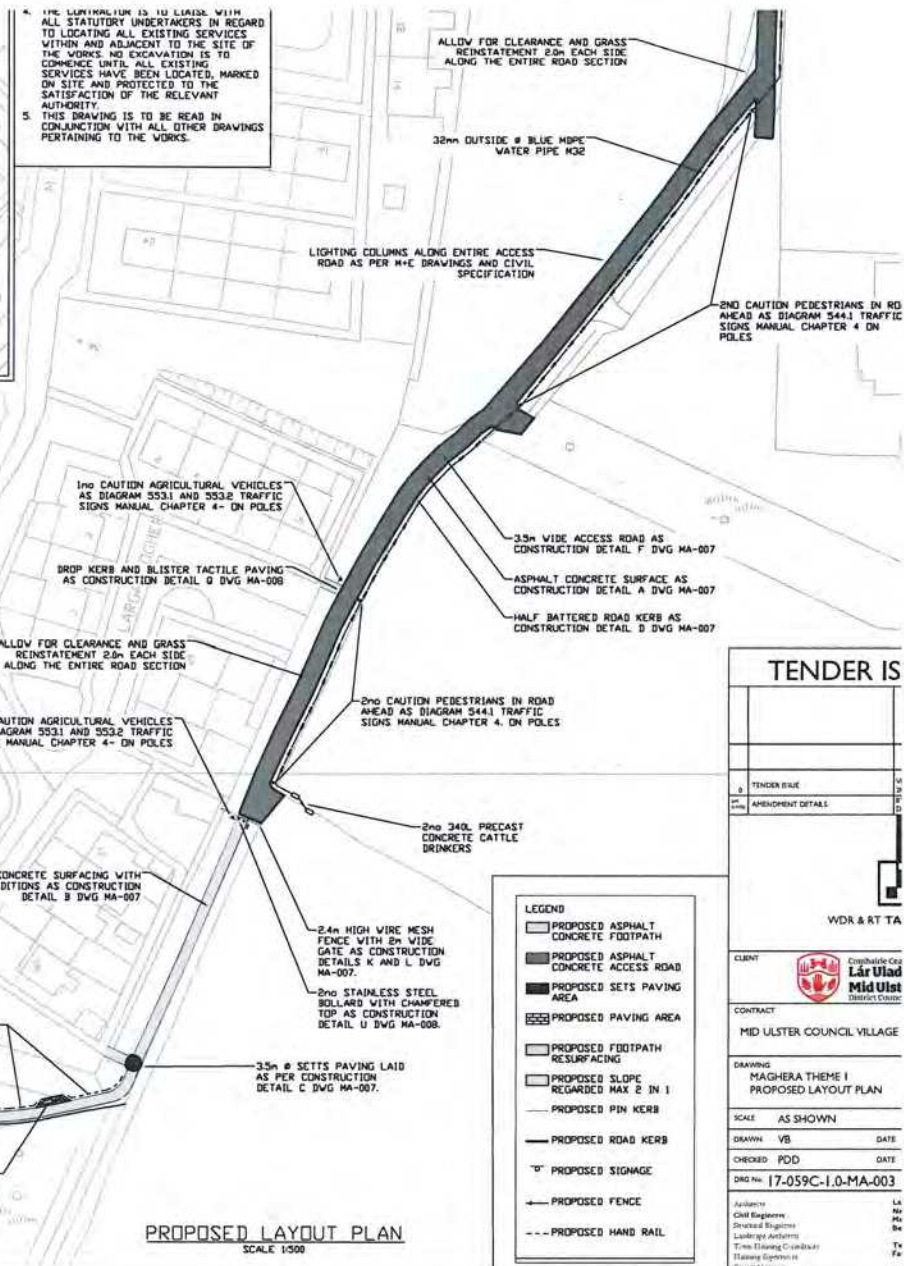 4. THE CONTRACTOR IS TO LIAISE WITH
ALL STATUTORY UNDERTAKERS IN REGARD
TO LOCATING ALL EXISTING SERVICES
WITHIN AND ADJACENT TO THE SITE OF
THE WORKS. NO EXCAVATION IS TO
COMMENCE UNTIL ALL EXISTING
SERVICES HAVE BEEN LOCATED, MARKED
ON SITE AND PROTECTED TO THE
SATISFACTION OF THE RELEVANT
AUTHORITY.
5. THIS DRAWING IS TO BE READ IN
CONJUNCTION WITH ALL OTHER DRAWINGS
PERTAINING TO THE WORKS.
ALLOW FOR CLEARANCE AND GRASS
REINSTATEMENT 2.0m EACH SIDE
ALONG THE ENTIRE ROAD SECTION
32mm OUTSIDE ø BLUE MDPE
WATER PIPE M32
LIGHTING COLUMNS ALONG ENTIRE ACCESS
ROAD AS PER M+E DRAWINGS AND CIVIL
SPECIFICATION
2NO CAUTION PEDESTRIANS IN RO
AHEAD AS DIAGRAM 544.1 TRAFFIC
SIGNS MANUAL CHAPTER 4 ON
POLES
1no CAUTION AGRICULTURAL VEHICLES
AS DIAGRAM 553.1 AND 553.2 TRAFFIC
SIGNS MANUAL CHAPTER 4- ON POLES
DROP KERB AND BLISTER TACTILE PAVING
AS CONSTRUCTION DETAIL Q DWG MA-008
3.5m WIDE ACCESS ROAD AS
CONSTRUCTION DETAIL F DWG MA-007
ASPHALT CONCRETE SURFACE AS
CONSTRUCTION DETAIL A DWG MA-007
HALF BATTERED ROAD KERB AS
CONSTRUCTION DETAIL D DWG MA-007
ALLOW FOR CLEARANCE AND GRASS
REINSTATEMENT 2.0m EACH SIDE
ALONG THE ENTIRE ROAD SECTION
2no CAUTION PEDESTRIANS IN ROAD
AHEAD AS DIAGRAM 544.1 TRAFFIC
SIGNS MANUAL CHAPTER 4. ON POLES
AUTION AGRICULTURAL VEHICLES
AGRAM 553.1 AND 553.2 TRAFFIC
MANUAL CHAPTER 4- ON POLES
2no 340L PRECAST
CONCRETE CATTLE
DRINKERS
CONCRETE SURFACING WITH
DITIONS AS CONSTRUCTION
DETAIL B DWG MA-007
2.4m HIGH WIRE MESH
FENCE WITH 2m WIDE
GATE AS CONSTRUCTION
DETAILS K AND L DWG
MA-007.
2no STAINLESS STEEL
BOLLARD WITH CHAMFERED
TOP AS CONSTRUCTION
DETAIL U DWG MA-008.
3.5m ø SETTS PAVING LAID
AS PER CONSTRUCTION
DETAIL C DWG MA-007.
PROPOSED LAYOUT PLAN
SCALE 1:500
LEGEND
PROPOSED ASPHALT
CONCRETE FOOTPATH
PROPOSED ASPHALT
CONCRETE ACCESS ROAD
PROPOSED SETS PAVING
AREA
PROPOSED PAVING AREA
PROPOSED FOOTPATH
RESURFACING
PROPOSED SLOPE
REGARDED MAX 2 IN 1
PROPOSED PIN KERB
PROPOSED ROAD KERB
PROPOSED SIGNAGE
PROPOSED FENCE
PROPOSED HAND RAIL
TENDER IS
0 TENDER ISSUE
AMENDMENT DETAILS
WDR & RT TA
CLIENT
Comhairle Cea
Lár Ulad
Mid Ulst
District Counc
CONTRACT
MID ULSTER COUNCIL VILLAGE
DRAWING
MAGHERA THEME 1
PROPOSED LAYOUT PLAN
SCALE AS SHOWN
DRAWN VB DATE
CHECKED PDD DATE
DRG No. 17-059C-1.0-MA-003
Architects
Civil Engineers
Structural Engineers
Landscape Architects